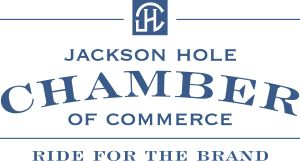 JACKSON HOLE
CHAMBER
OF COMMERCE
RIDE FOR THE BRAND